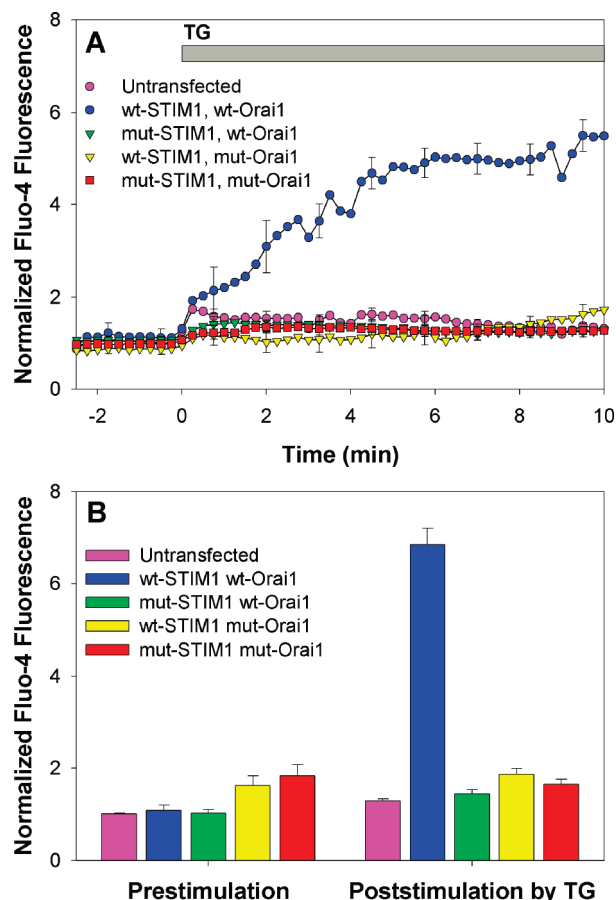 A
TG
Untransfected
wt-STIM1, wt-Orai1
mut-STIM1, wt-Orai1
wt-STIM1, mut-Orai1
mut-STIM1, mut-Orai1
Normalized Fluo-4 Fluorescence
8
6
4
2
0
-2 0 2 4 6 8 10
Time (min)
B
Untransfected
wt-STIM1 wt-Orai1
mut-STIM1 wt-Orai1
wt-STIM1 mut-Orai1
mut-STIM1 mut-Orai1
Normalized Fluo-4 Fluorescence
8
6
4
2
0
Prestimulation Poststimulation by TG